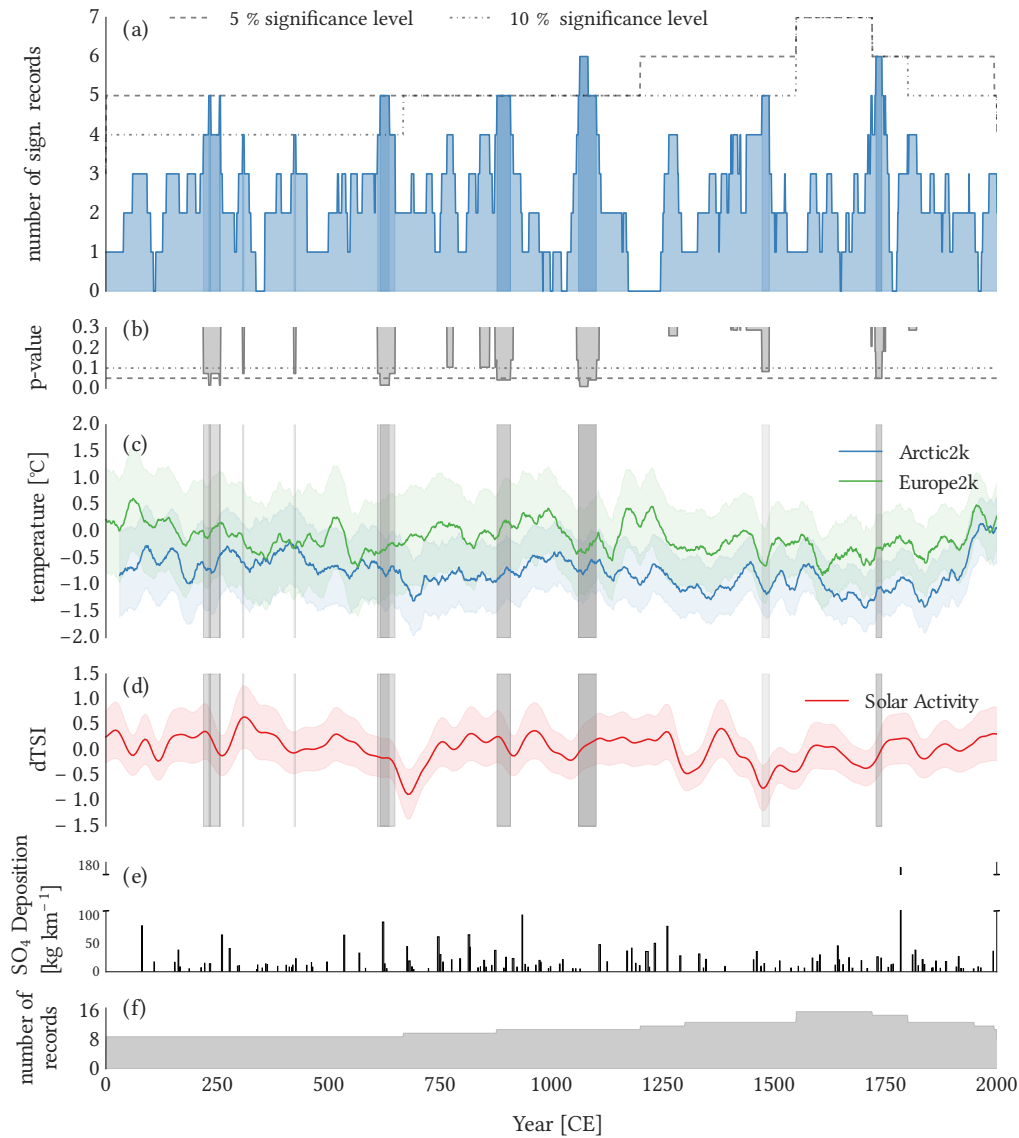 (a)
5 % significance level
10 % significance level
number of sign. records
7
6
5
4
3
2
1
0
(b)
p-value
0.3
0.2
0.1
0.0
(c)
temperature [°C]
2.0
1.5
1.0
0.5
0.0
−0.5
−1.0
−1.5
−2.0
Arctic2k
Europe2k
(d)
dTSI
1.5
1.0
0.5
0.0
− 0.5
− 1.0
− 1.5
Solar Activity
(e)
SO₄ Deposition
[kg km⁻¹]
180
100
50
0
(f)
number of
records
16
8
0
0 250 500 750 1000 1250 1500 1750 2000
Year [CE]